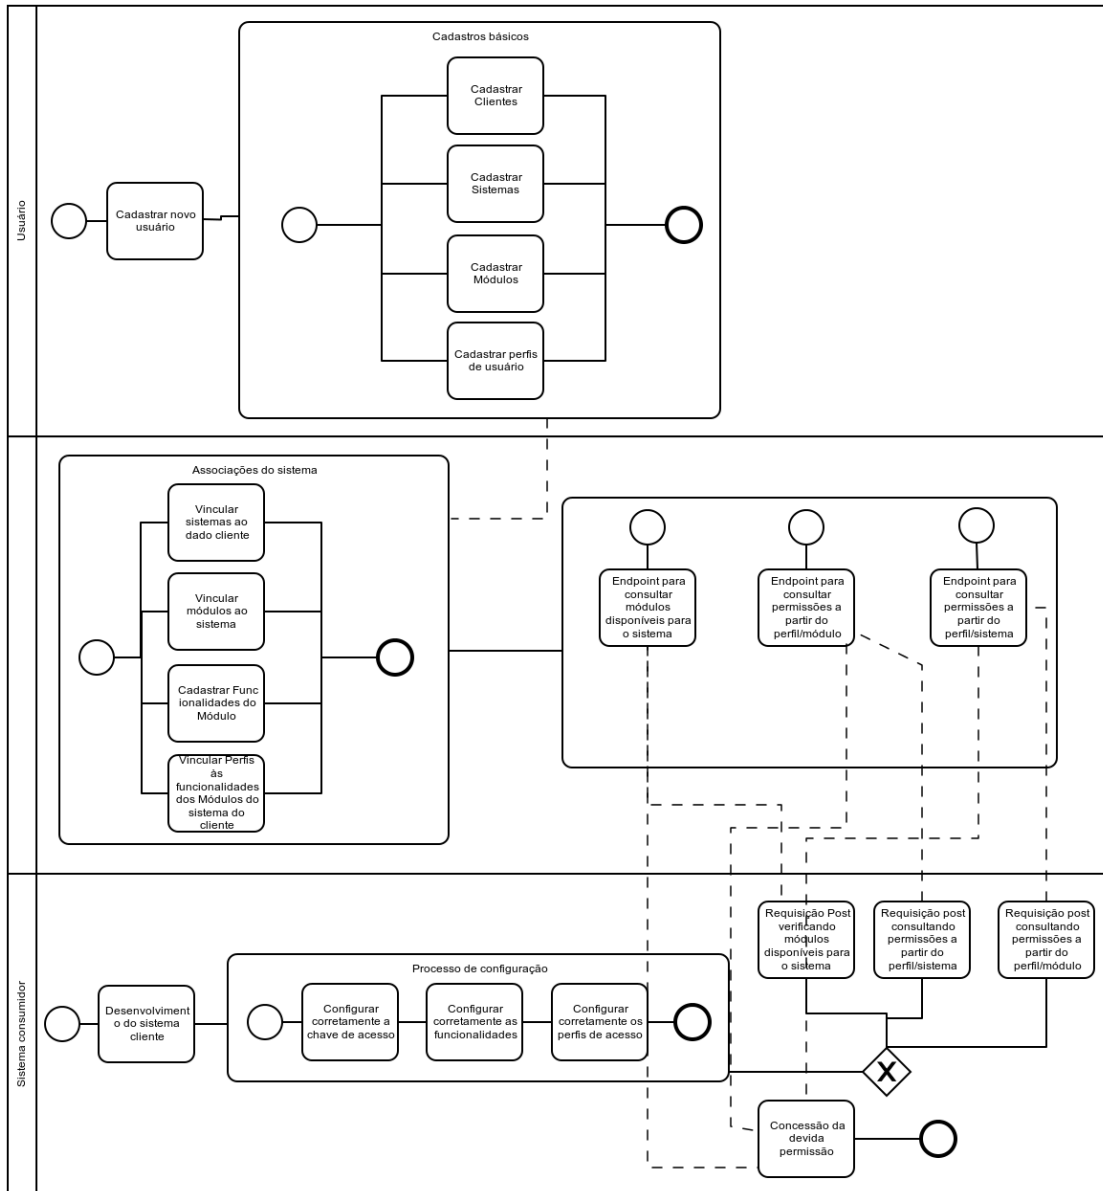 Usuário
Cadastrar novo
usuário
Cadastros básicos
Cadastrar
Clientes
Cadastrar
Sistemas
Cadastrar
Módulos
Cadastrar perfis
de usuário
Associações do sistema
Vincular
sistemas ao
dado cliente
Vincular
módulos ao
sistema
Cadastrar Func
ionalidades do
Módulo
Vincular Perfis
às
funcionalidades
dos Módulos do
sistema do
cliente
Endpoint para
consultar
módulos
disponíveis para
o sistema
Endpoint para
consultar
permissões a
partir do
perfil/módulo
Endpoint para
consultar
permissões a
partir do
perfil/sistema
Sistema consumidor
Desenvolviment
o do sistema
cliente
Processo de configuração
Configurar
corretamente a
chave de acesso
Configurar
corretamente as
funcionalidades
Configurar
corretamente os
perfis de acesso
Requisição Post
verificando
módulos
disponíveis para
o sistema
Requisição post
consultando
permissões a
partir do
perfil/sistema
Requisição post
consultando
permissões a
partir do
perfil/módulo
X
Concessão da
devida
permissão